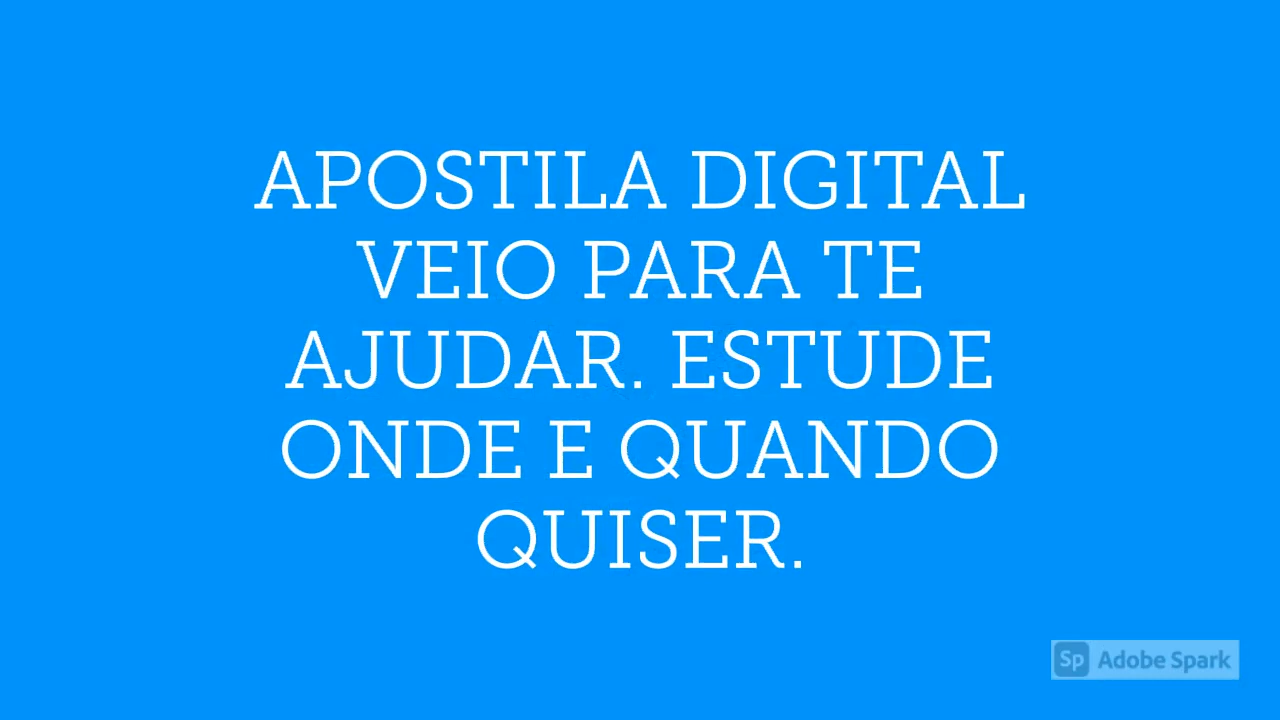 APOSTILA DIGITAL
VEIO PARA TE
AJUDAR. ESTUDE
ONDE E QUANDO
QUISER.
Sp Adobe Spark